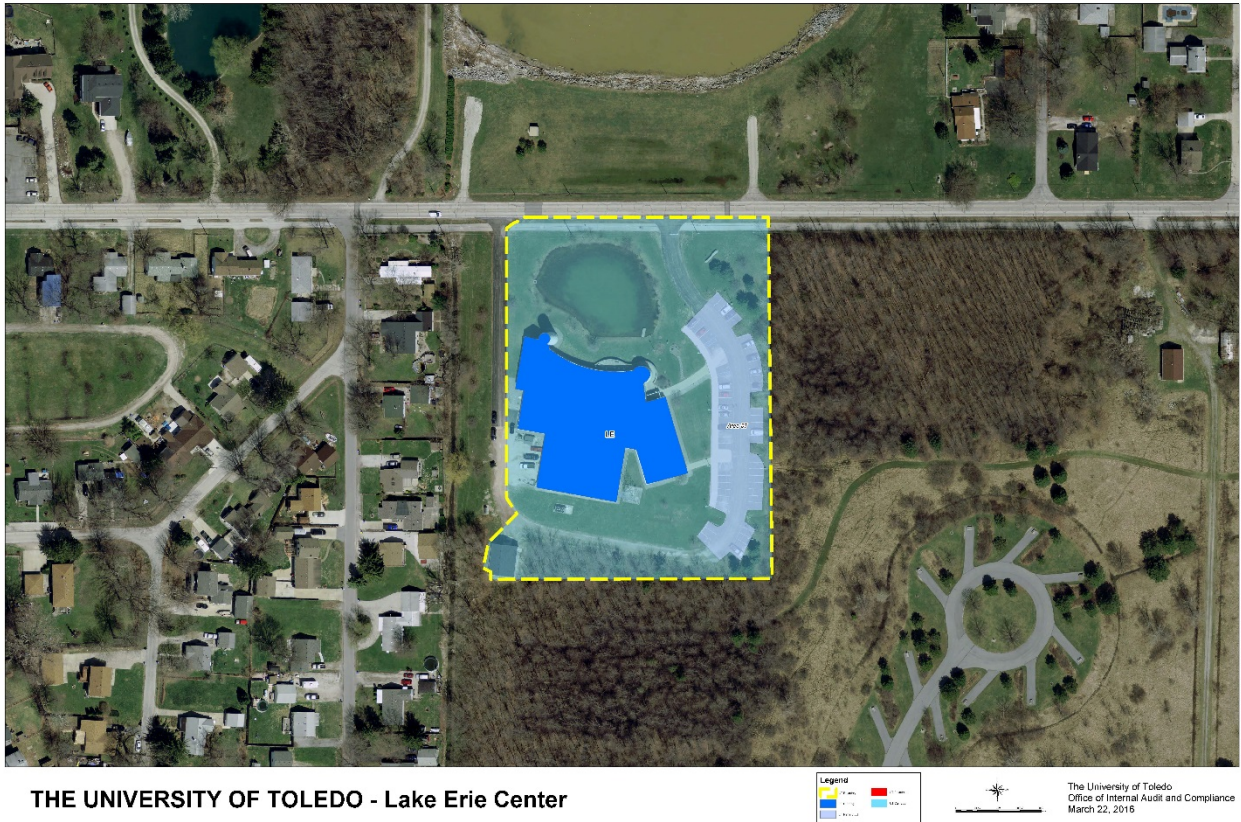 LE
THE UNIVERSITY OF TOLEDO - Lake Erie Center
Legend
The University of Toledo
Office of Internal Audit and Compliance
March 22, 2016